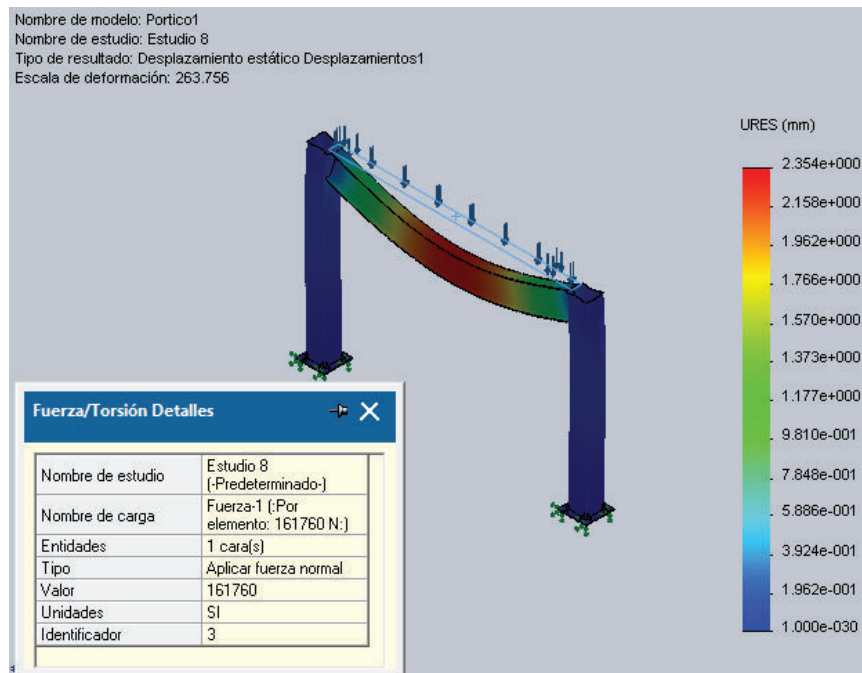 Nombre de modelo: Portico1
Nombre de estudio: Estudio 8
Tipo de resultado: Desplazamiento estático Desplazamientos1
Escala de deformación: 263.756
URES (mm)
2.354e+000
2.158e+000
1.962e+000
1.766e+000
1.570e+000
1.373e+000
1.177e+000
9.810e-001
7.848e-001
5.886e-001
3.924e-001
1.962e-001
1.000e-030
Fuerza/Torsión Detalles
Nombre de estudio
Estudio 8
(-Predeterminado-)
Nombre de carga
Fuerza-1 (:Por
elemento: 161760 N:)
Entidades
1 cara(s)
Tipo
Aplicar fuerza normal
Valor
161760
Unidades
SI
Identificador
3